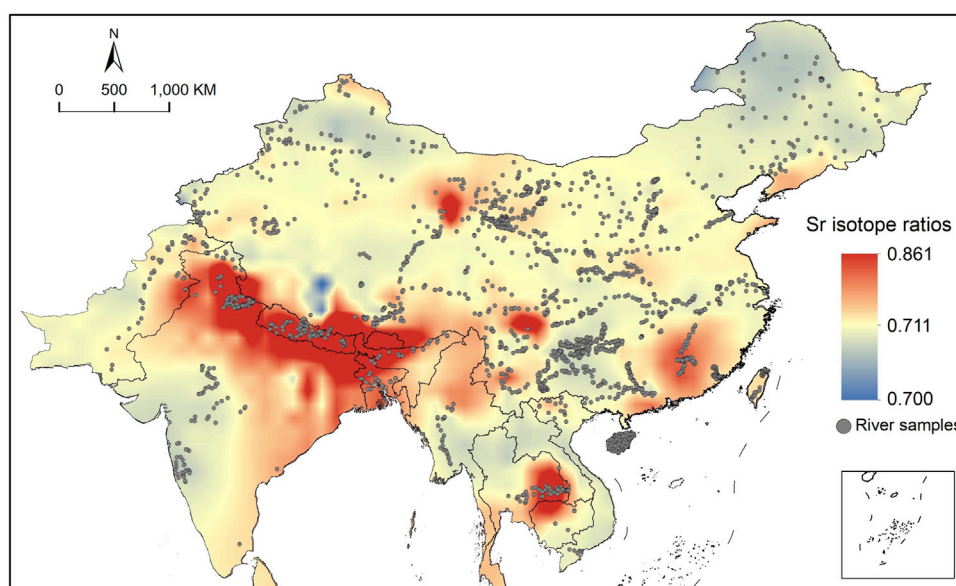 N
0 500 1,000 KM
Sr isotope ratios
0.861
0.711
0.700
River samples